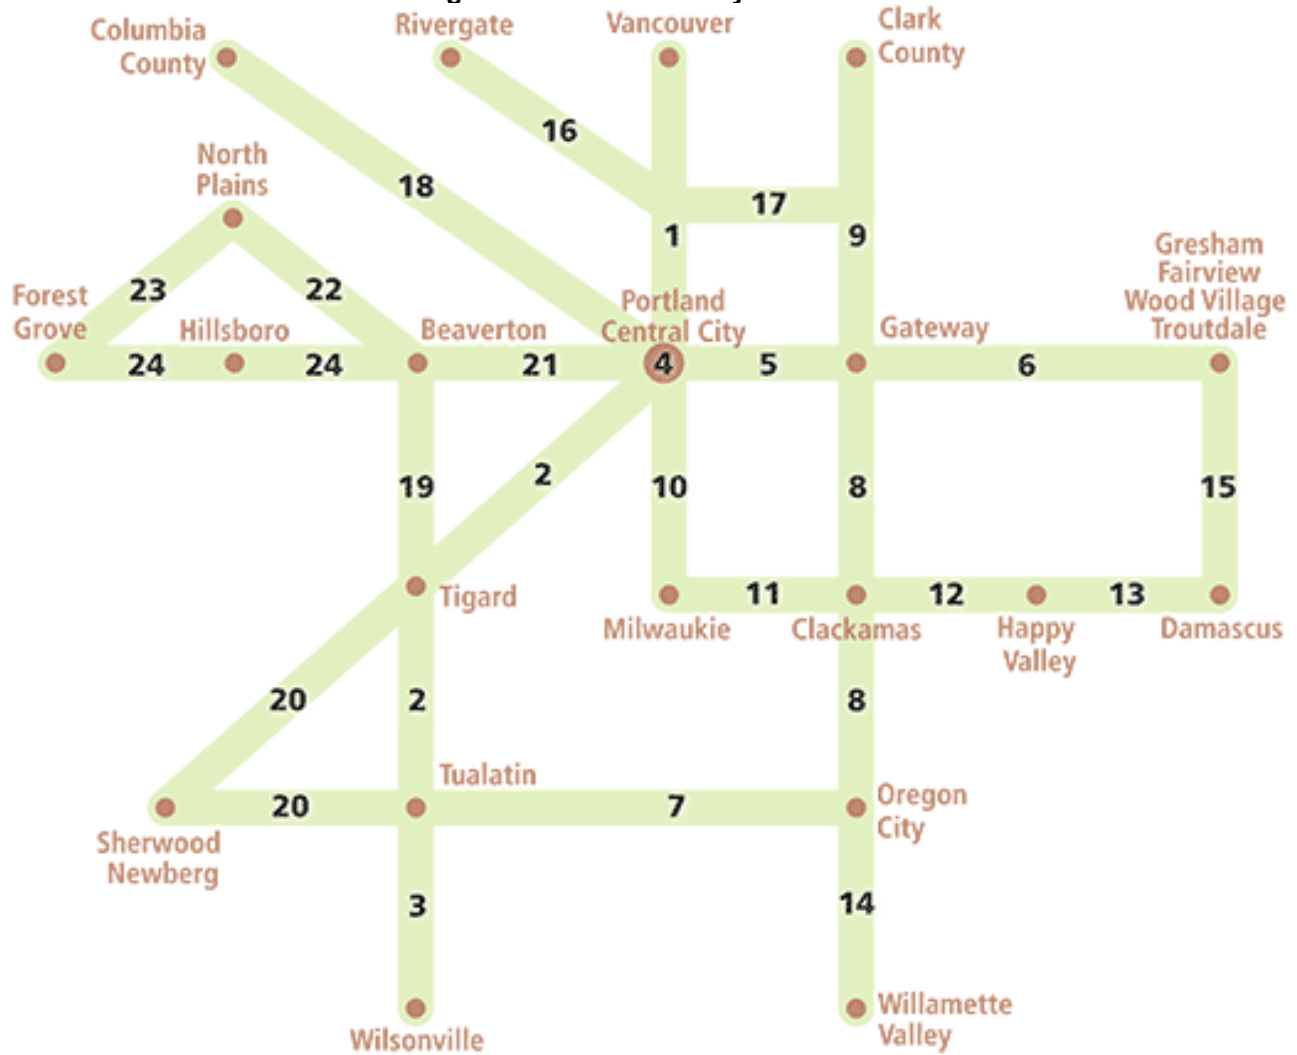 Columbia
County
Rivergate
Vancouver
Clark
County
16
North
Plains
18
17
1
9
Gresham
Fairview
Wood Village
Troutdale
23
22
Forest
Grove
Hillsboro
Beaverton
Portland
Central City
Gateway
24
24
21
4
5
6
19
2
10
8
15
Tigard
11
12
13
Milwaukie
Clackamas
Happy
Valley
Damascus
20
2
8
Tualatin
20
7
Oregon
City
Sherwood
Newberg
3
14
Wilsonville
Willamette
Valley